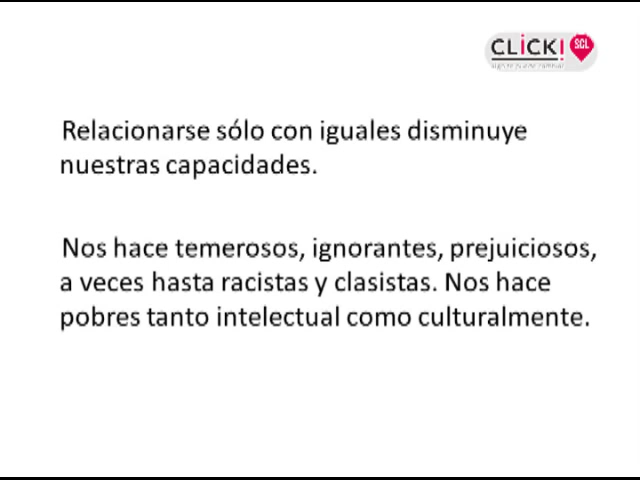 CLiCK!
SCL
Relacionarse sólo con iguales disminuye
nuestras capacidades.
Nos hace temerosos, ignorantes, prejuiciosos,
a veces hasta racistas y clasistas. Nos hace
pobres tanto intelectual como culturalmente.